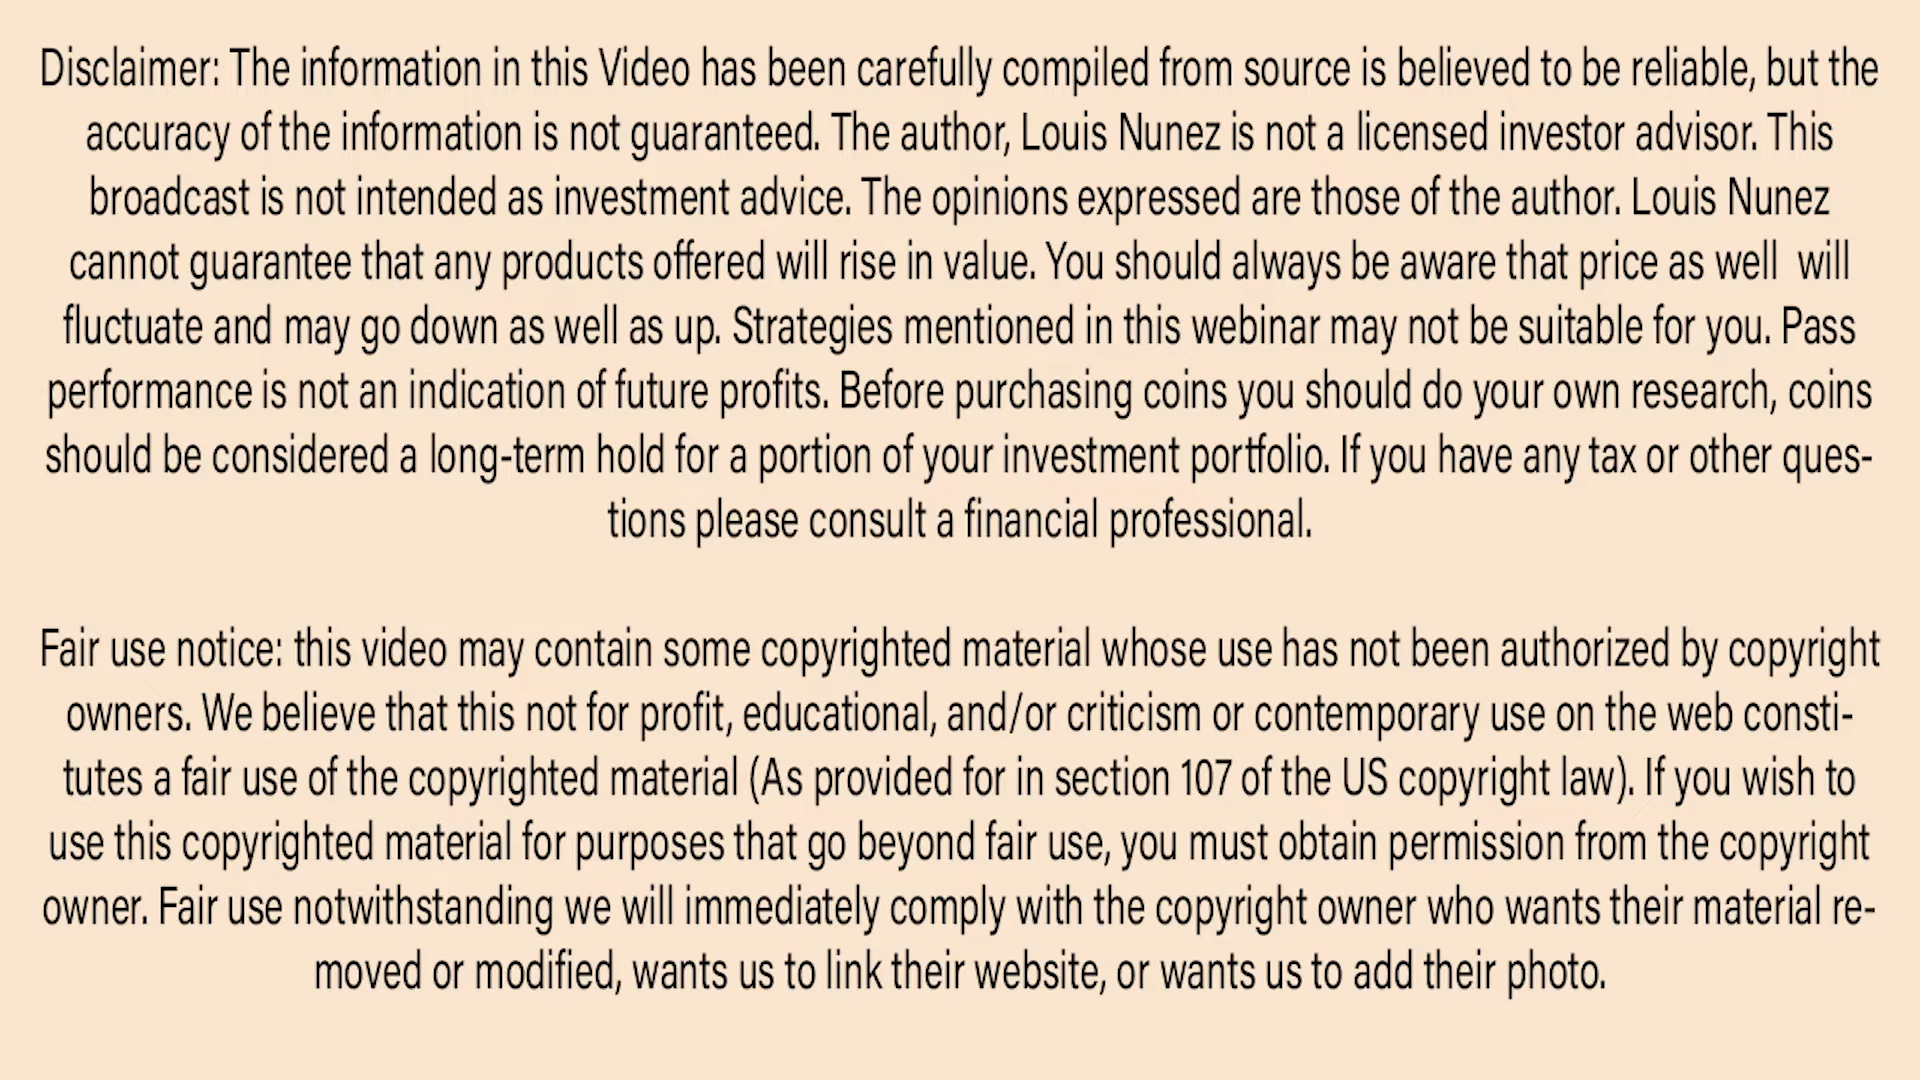 Disclaimer: The information in this Video has been carefully compiled from source is believed to be reliable, but the
accuracy of the information is not guaranteed. The author, Louis Nunez is not a licensed investor advisor. This
broadcast is not intended as investment advice. The opinions expressed are those of the author. Louis Nunez
cannot guarantee that any products offered will rise in value. You should always be aware that price as well  will
fluctuate and may go down as well as up. Strategies mentioned in this webinar may not be suitable for you. Pass
performance is not an indication of future profits. Before purchasing coins you should do your own research, coins
should be considered a long-term hold for a portion of your investment portfolio. If you have any tax or other ques-
tions please consult a financial professional.
Fair use notice: this video may contain some copyrighted material whose use has not been authorized by copyright
owners. We believe that this not for profit, educational, and/or criticism or contemporary use on the web consti-
tutes a fair use of the copyrighted material (As provided for in section 107 of the US copyright law). If you wish to
use this copyrighted material for purposes that go beyond fair use, you must obtain permission from the copyright
owner. Fair use notwithstanding we will immediately comply with the copyright owner who wants their material re-
moved or modified, wants us to link their website, or wants us to add their photo.